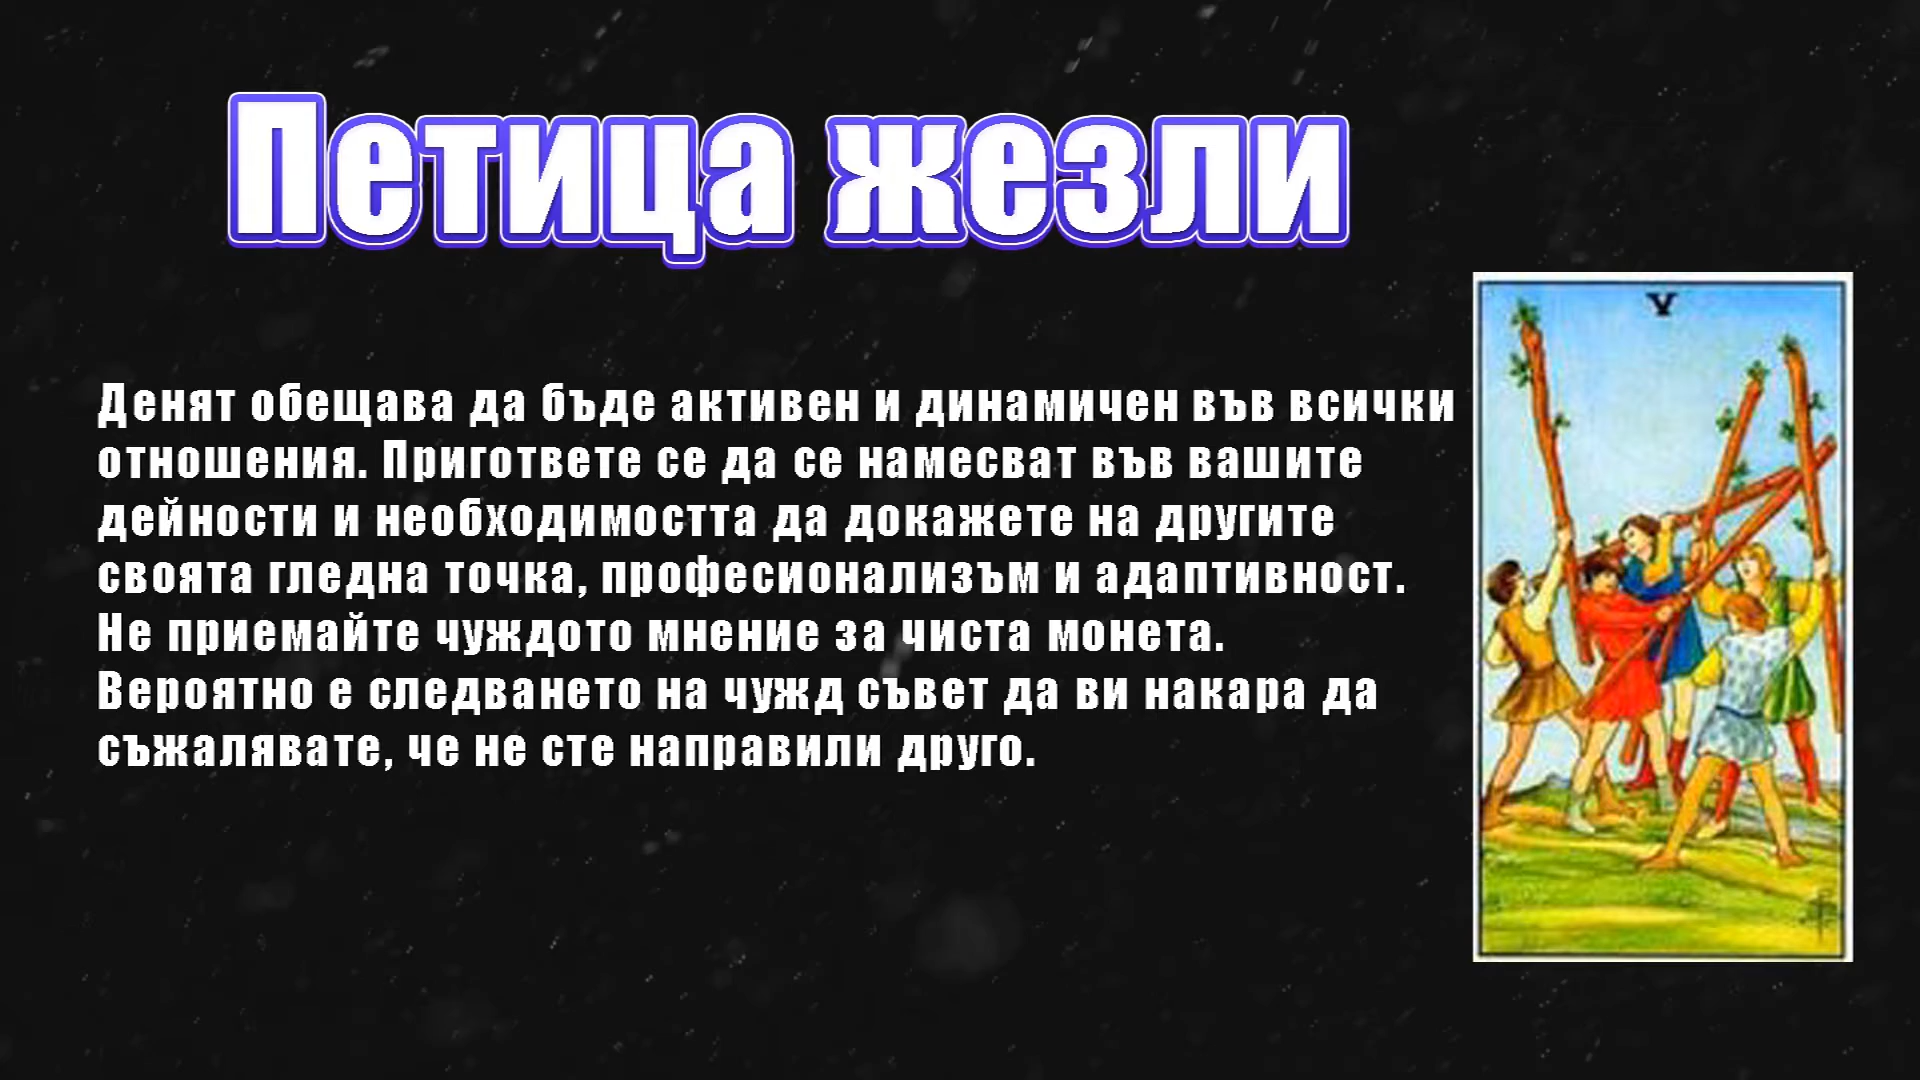 Петица жезли
Денят обещава да бъде активен и динамичен във всички
отношения. Пригответе се да се намесват във вашите
дейности и необходимостта да докажете на другите
своята гледна точка, професионализъм и адаптивност.
Не приемайте чуждото мнение за чиста монета.
Вероятно е следването на чужд съвет да ви накара да
съжалявате, че не сте направили друго.
V